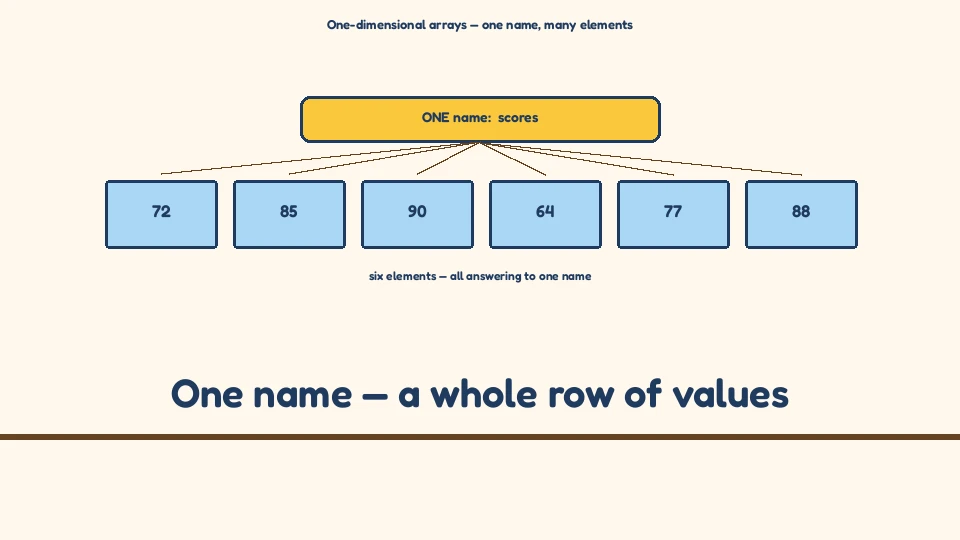 One-dimensional arrays — one name, many elements
ONE name: scores
72 85 90 64 77 88
six elements — all answering to one name
One name — a whole row of values